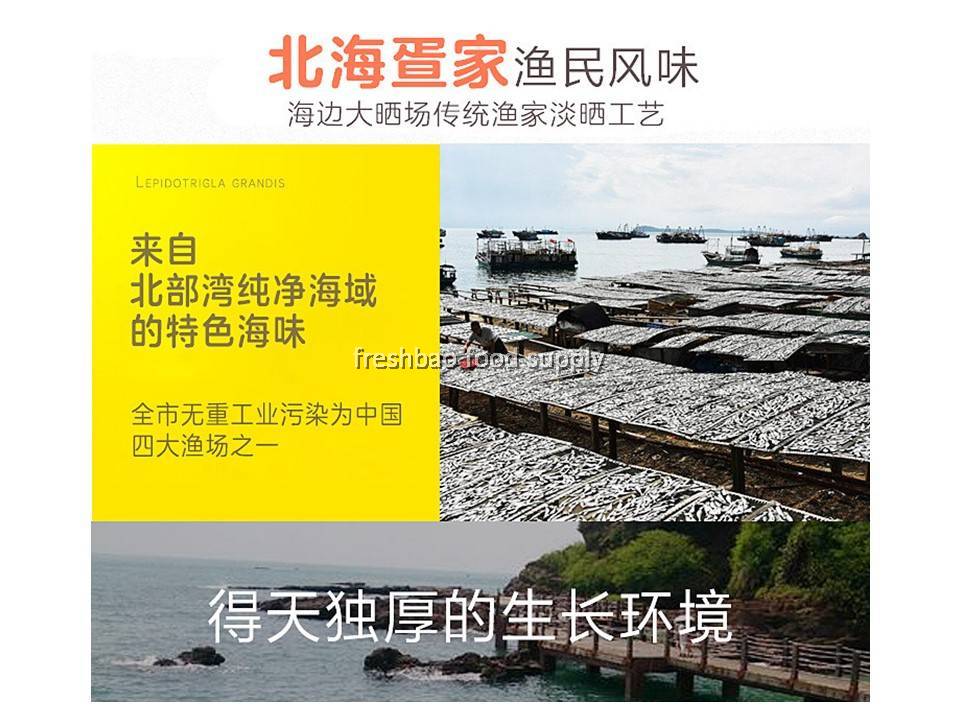 北海疍家渔民风味
海边大晒场传统渔家淡晒工艺
LEPIDOTRIGLA GRANDIS
来自
北部湾纯净海域
的特色海味
freshbao food supply
全市无重工业污染为中国
四大渔场之一
得天独厚的生长环境